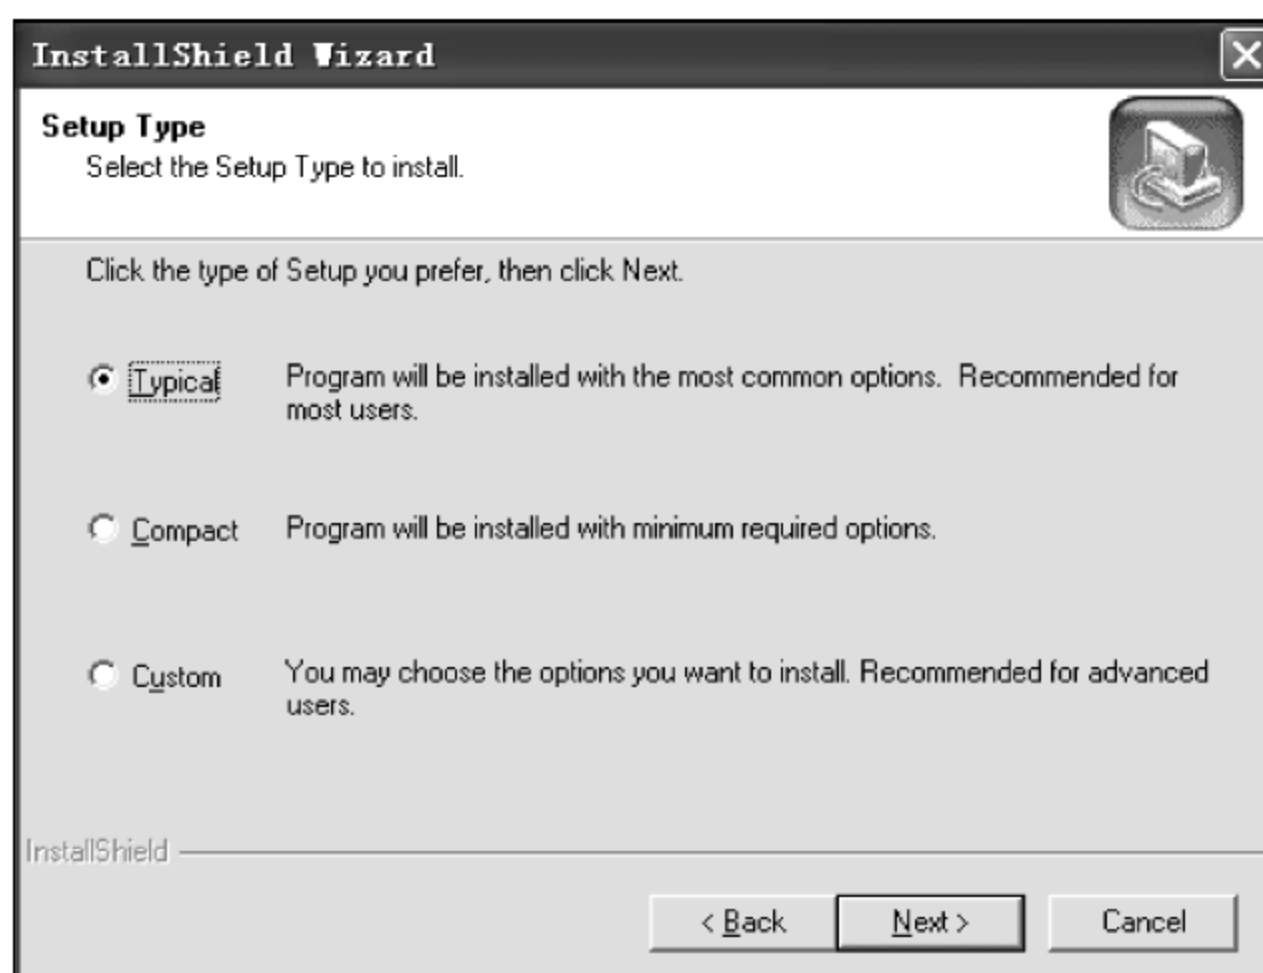 InstallShield Wizard
Setup Type
Select the Setup Type to install.
Click the type of Setup you prefer, then click Next.
Typical
Program will be installed with the most common options.  Recommended for
most users.
Compact
Program will be installed with minimum required options.
Custom
You may choose the options you want to install. Recommended for advanced
users.
InstallShield
< Back
Next >
Cancel